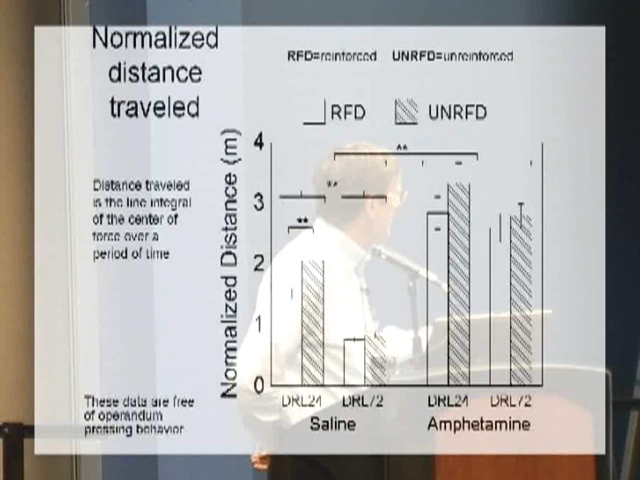 Normalized
distance
traveled
RFD=reinforced UNRFD=unreinforced
RFD UNRFD
**
Distance traveled
is the line integral
of the center of
force over a
period of time
Normalized Distance (m)
4
3
2
1
0
**
**
These data are free
of operandum
pressing behavior
DRL24 DRL72 DRL24 DRL72
Saline Amphetamine